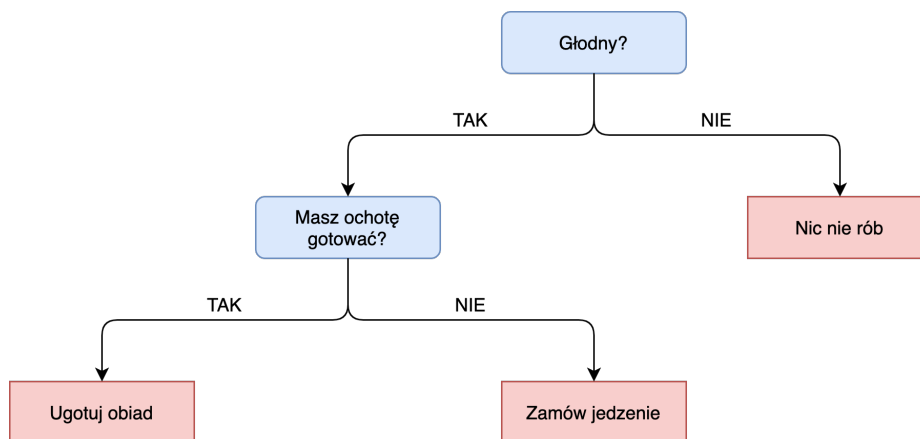 Głodny?
TAK
NIE
Masz ochotę
gotować?
Nic nie rób
TAK
NIE
Ugotuj obiad
Zamów jedzenie